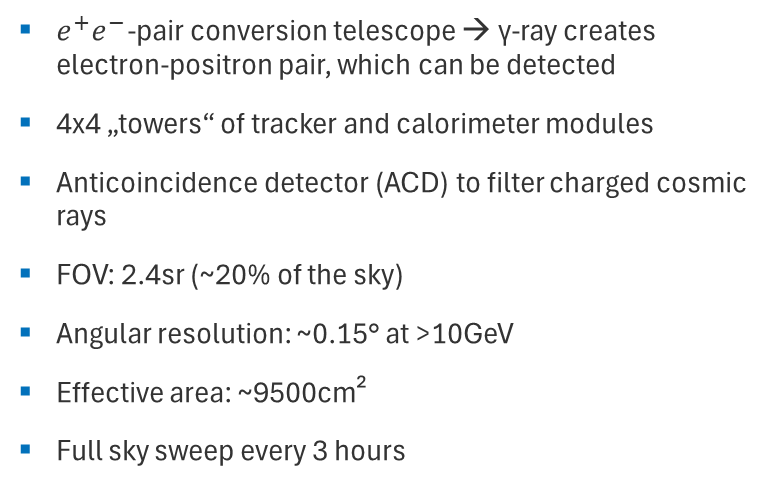 ▪ e⁺e⁻-pair conversion telescope → γ-ray creates
electron-positron pair, which can be detected
▪ 4x4 „towers“ of tracker and calorimeter modules
▪ Anticoincidence detector (ACD) to filter charged cosmic
rays
▪ FOV: 2.4sr (~20% of the sky)
▪ Angular resolution: ~0.15° at >10GeV
▪ Effective area: ~9500cm²
▪ Full sky sweep every 3 hours